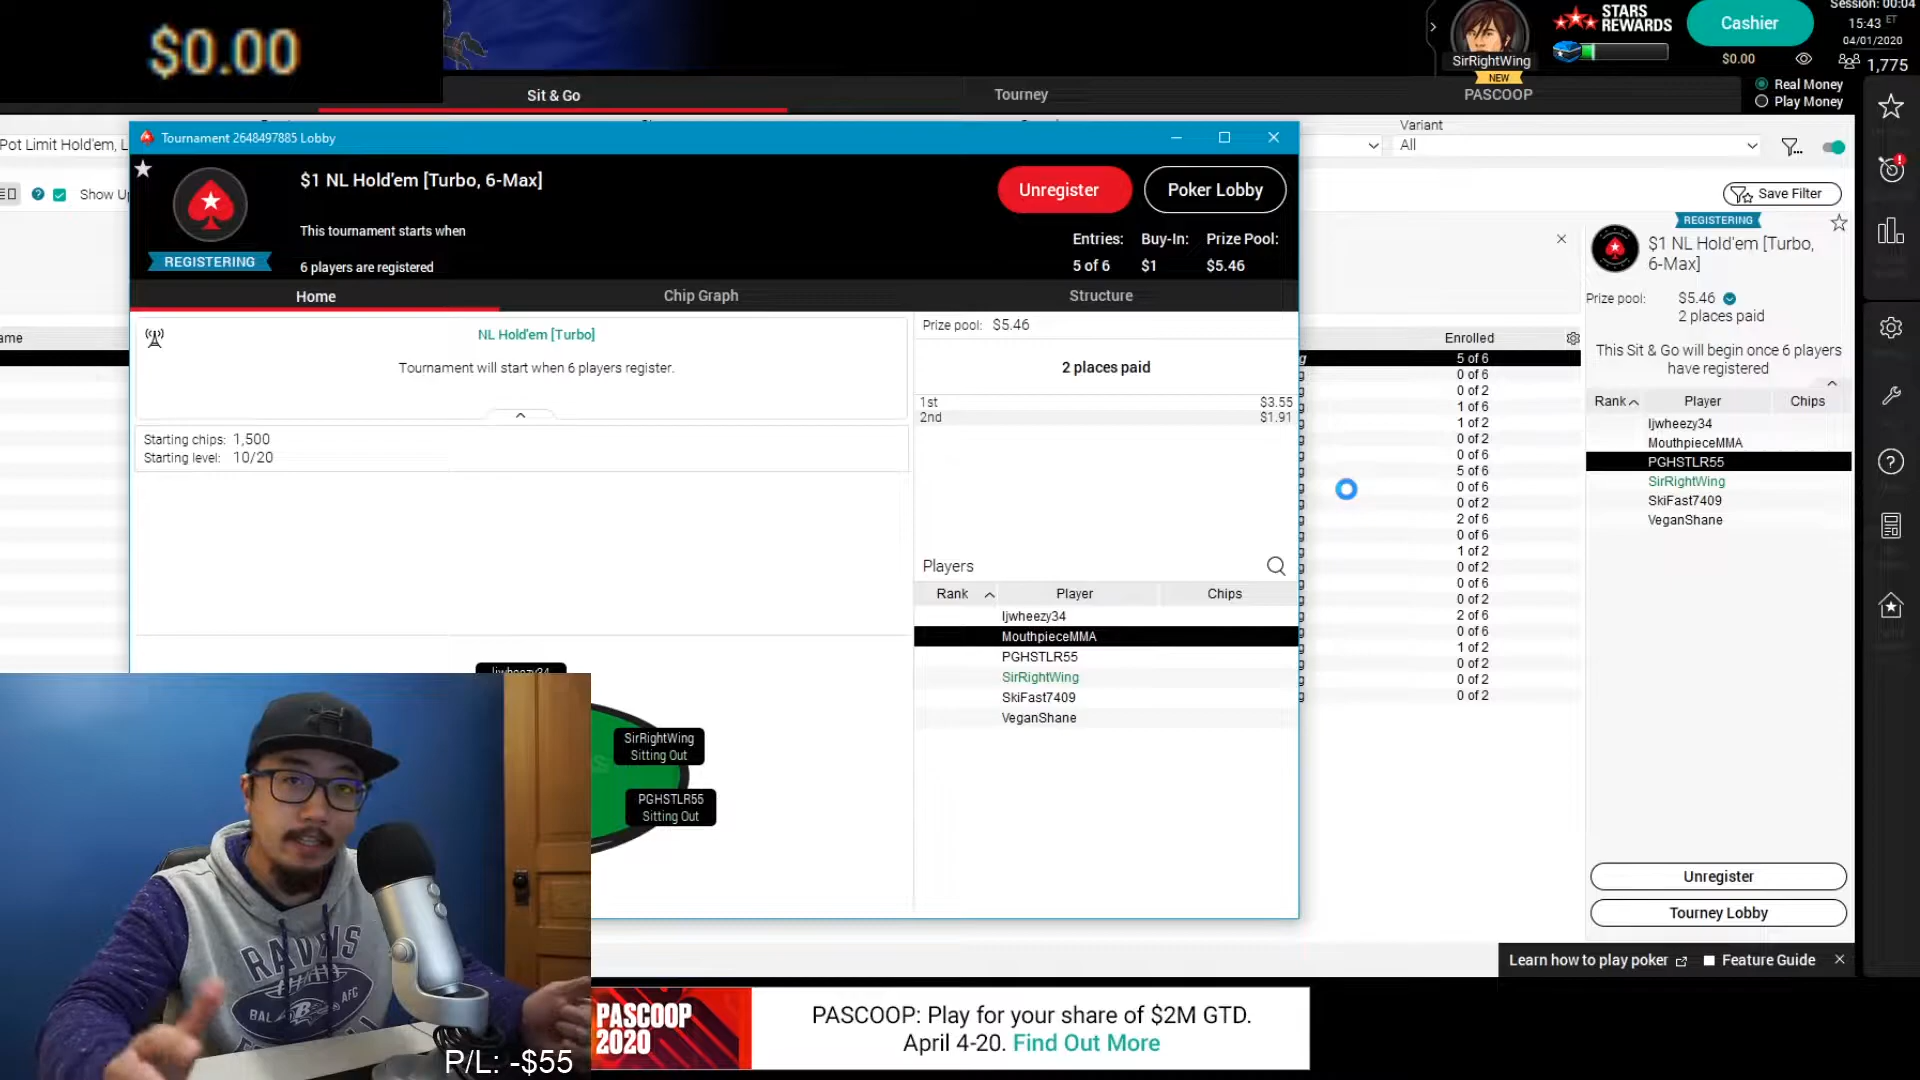 $0.00
SirRightWing
NEW
STARS
REWARDS
Cashier
$0.00
Session: 00:04
15:43 ET
04/01/2020
1,775
Sit & Go
Tourney
PASCOOP
Real Money
Play Money
Pot Limit Hold'em, L
Variant
All
Show Up
Save Filter
Tournament 2648497885 Lobby
$1 NL Hold'em [Turbo, 6-Max]
This tournament starts when
6 players are registered
REGISTERING
Unregister
Poker Lobby
Entries:
Buy-In:
Prize Pool:
5 of 6
$1
$5.46
Home
Chip Graph
Structure
NL Hold'em [Turbo]
Tournament will start when 6 players register.
Starting chips: 1,500
Starting level: 10/20
Prize pool: $5.46
2 places paid
1st $3.55
2nd $1.91
Players
Rank Player Chips
ljwheezy34
MouthpieceMMA
PGHSTLR55
SirRightWing
SkiFast7409
VeganShane
ljwheezy34
SirRightWing
Sitting Out
PGHSTLR55
Sitting Out
ame
Enrolled
5 of 6
0 of 6
0 of 2
1 of 6
1 of 2
0 of 2
0 of 6
5 of 6
0 of 6
0 of 2
2 of 6
0 of 6
1 of 2
0 of 2
0 of 6
0 of 2
2 of 6
0 of 6
1 of 2
0 of 2
0 of 2
0 of 2
REGISTERING
$1 NL Hold'em [Turbo,
6-Max]
Prize pool: $5.46
2 places paid
This Sit & Go will begin once 6 players
have registered
Rank Player Chips
ljwheezy34
MouthpieceMMA
PGHSTLR55
SirRightWing
SkiFast7409
VeganShane
Unregister
Tourney Lobby
Learn how to play poker
Feature Guide
RAVENS
BAL
AFC
P/L: -$55
PASCOOP
2020
PASCOOP: Play for your share of $2M GTD.
April 4-20. Find Out More